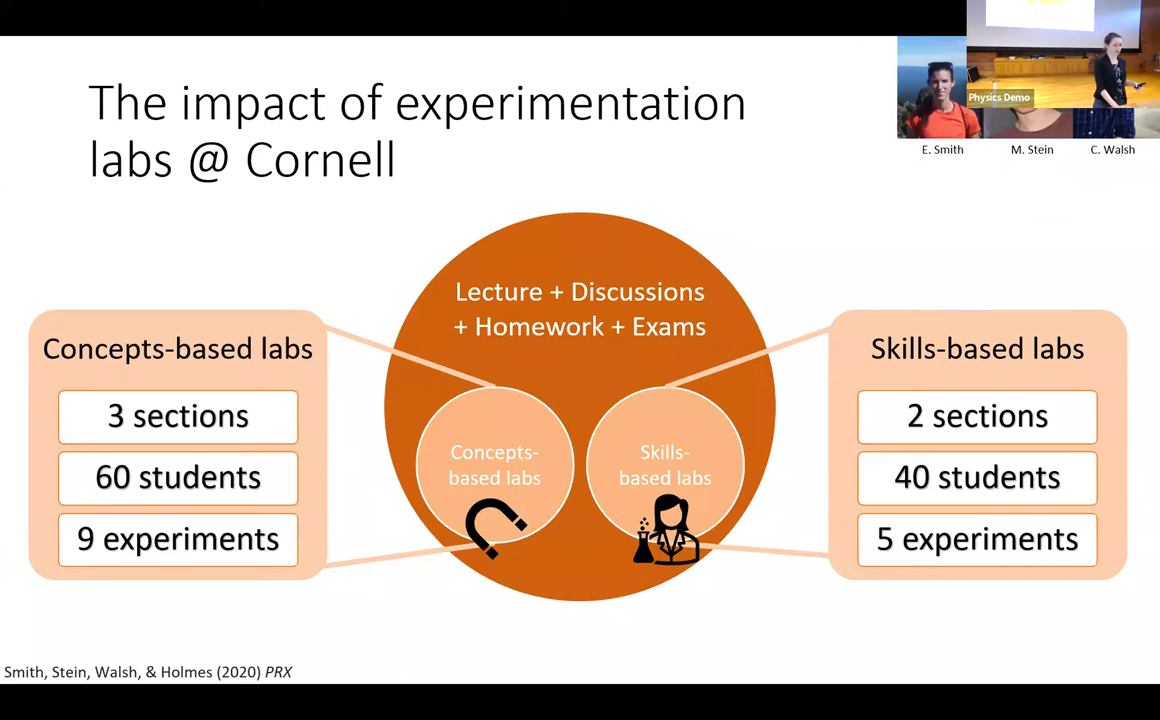 The impact of experimentation
labs @ Cornell
Physics Demo
E. Smith
M. Stein
C. Walsh
Lecture + Discussions
+ Homework + Exams
Concepts-based labs
3 sections
60 students
9 experiments
Concepts-
based labs
Skills-
based labs
Skills-based labs
2 sections
40 students
5 experiments
Smith, Stein, Walsh, & Holmes (2020) PRX